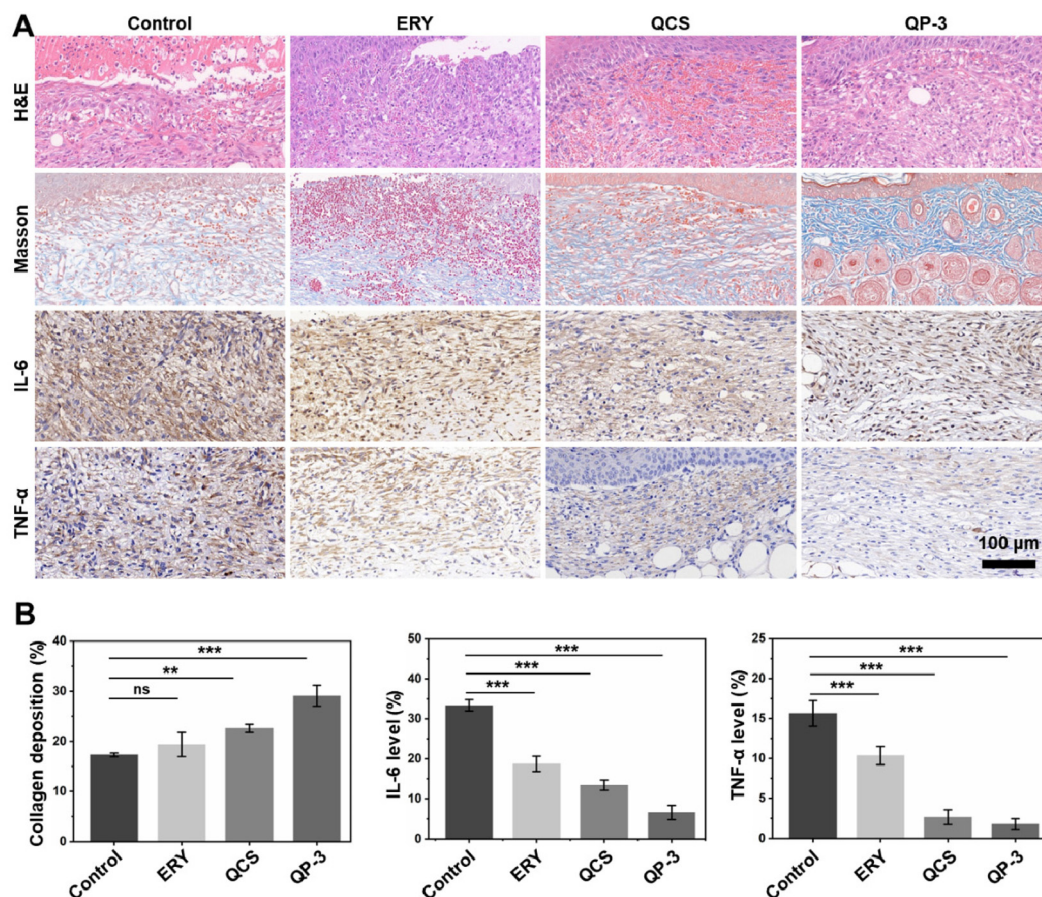 A
Control ERY QCS QP-3
H&E
Masson
IL-6
TNF-α
100 µm
B
Collagen deposition (%)
40
30
20
10
0
***
**
ns
Control ERY QCS QP-3
IL-6 level (%)
50
40
30
20
10
0
***
***
***
Control ERY QCS QP-3
TNF-α level (%)
25
20
15
10
5
0
***
***
***
Control ERY QCS QP-3